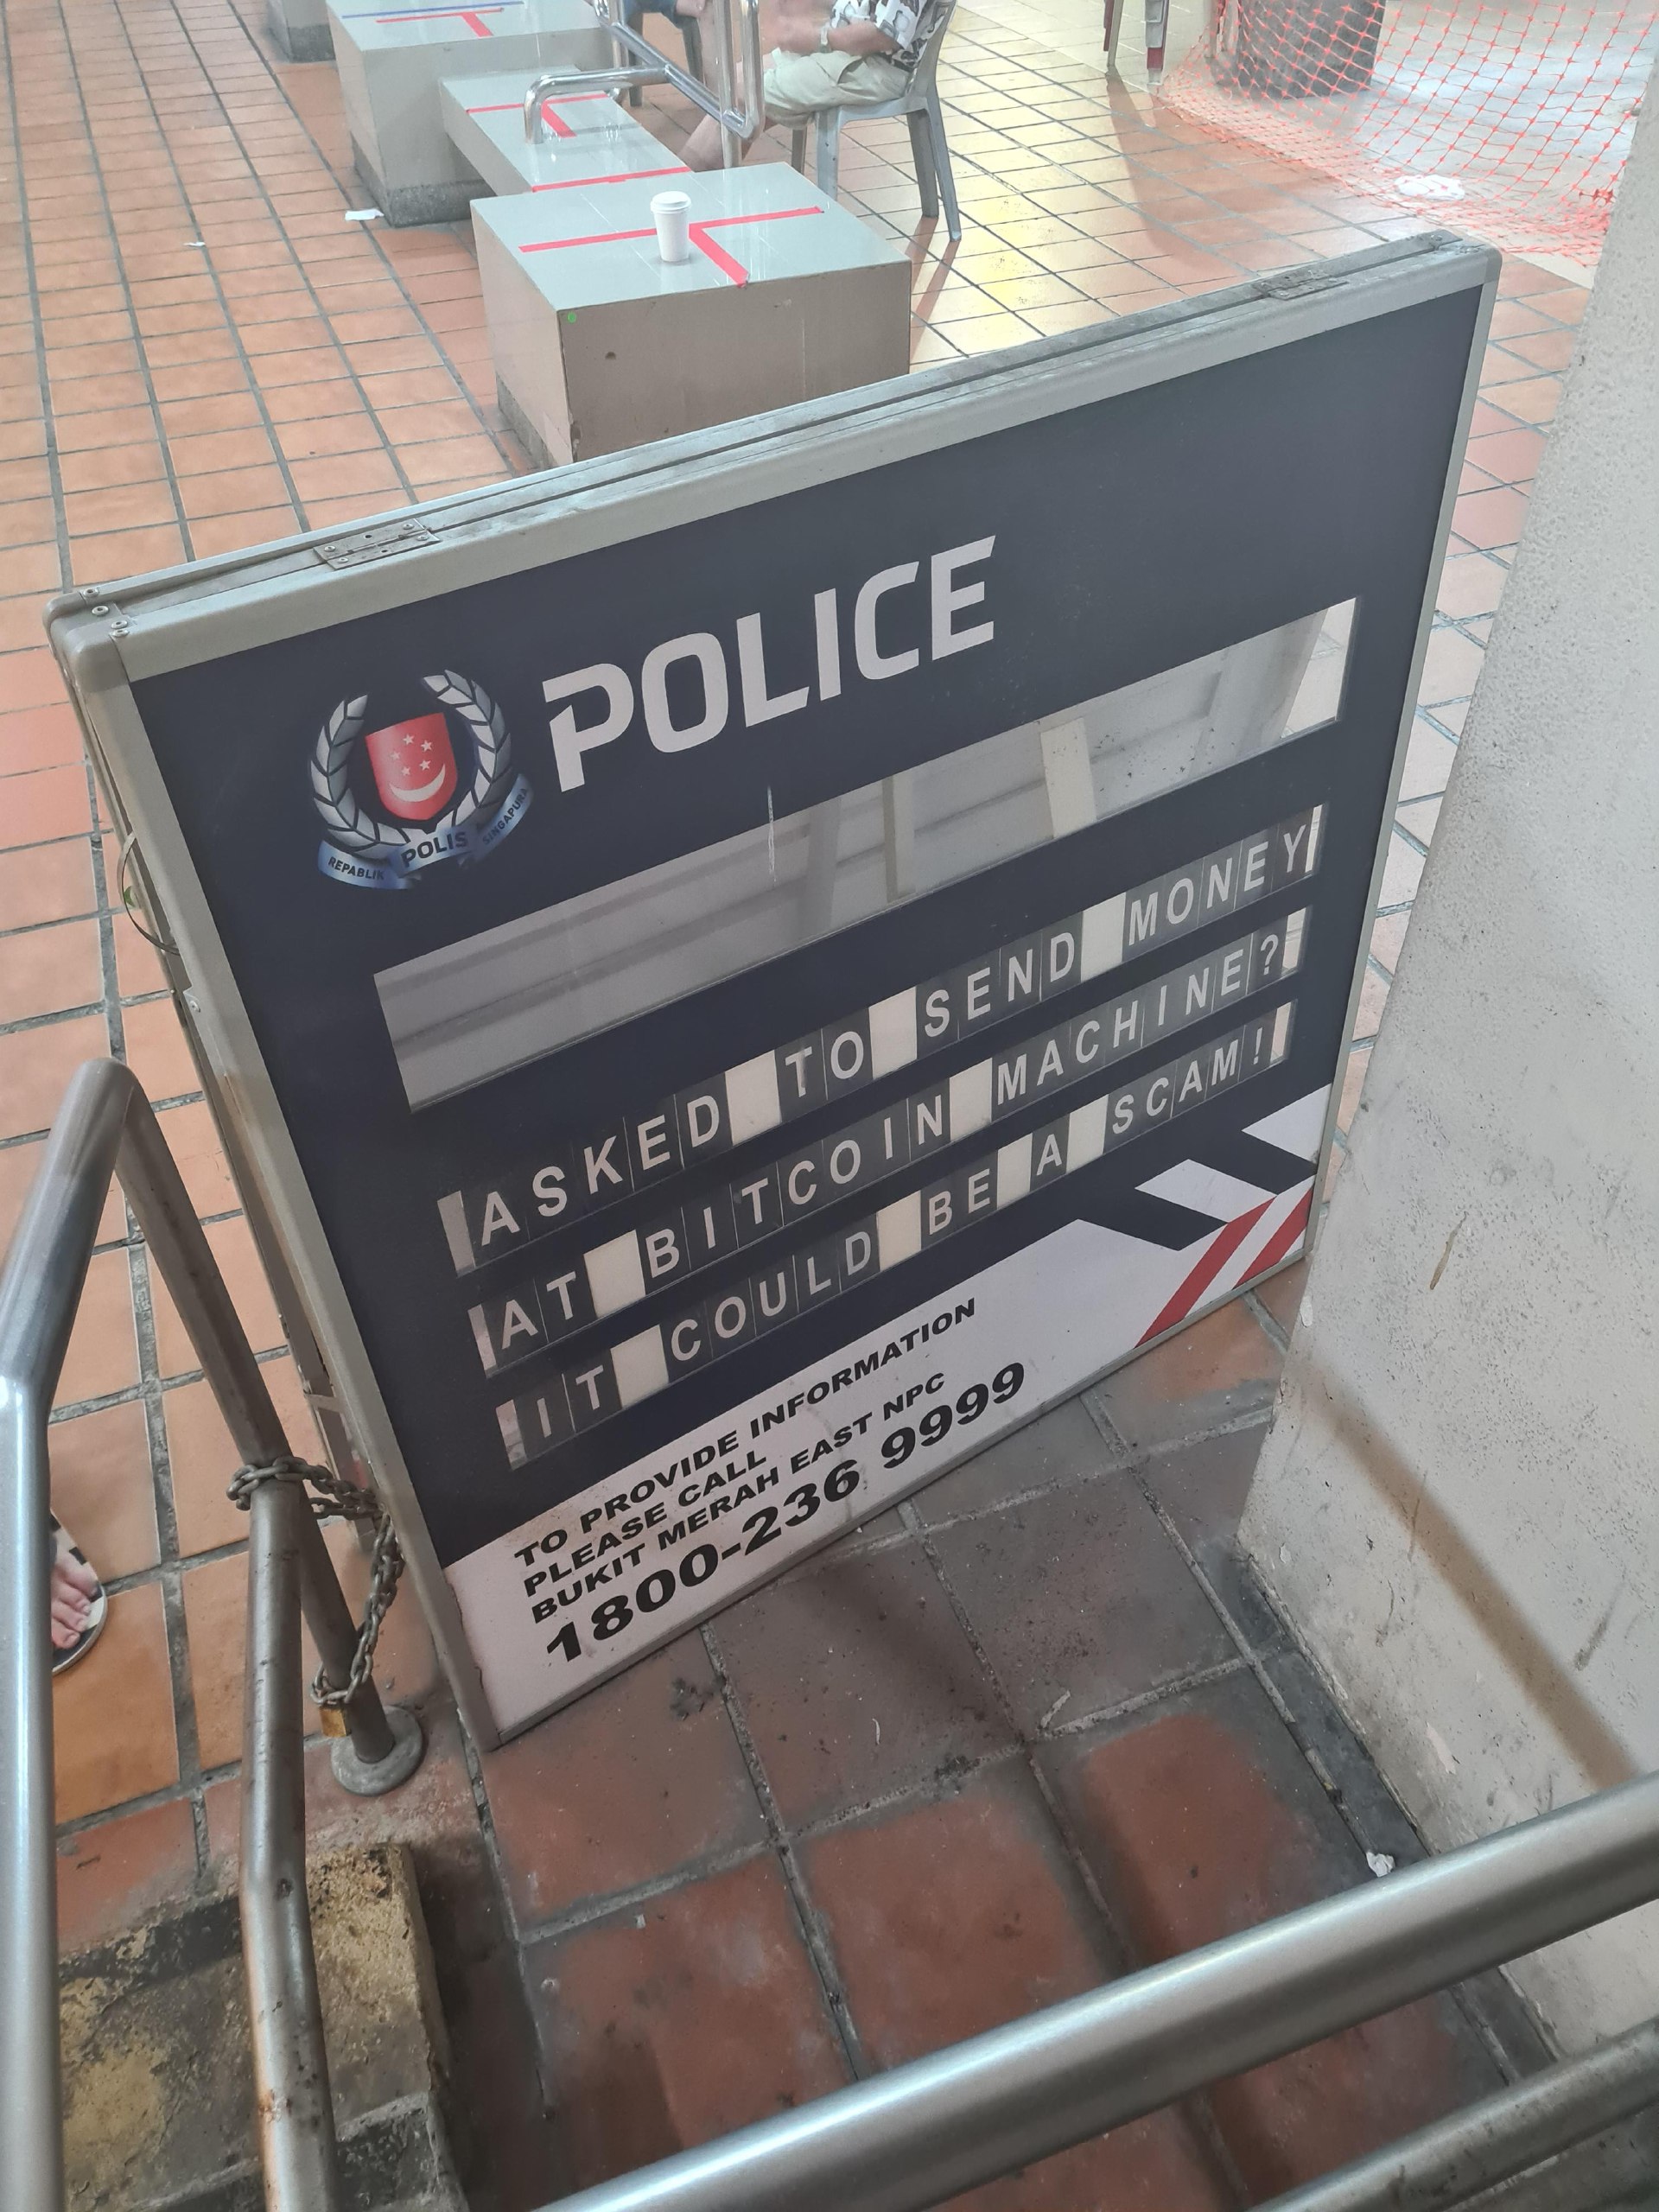 POLICE
REPABLIK POLIS SINGAPURA
ASKED TO SEND MONEY
AT BITCOIN MACHINE?
IT COULD BE A SCAM!
TO PROVIDE INFORMATION
PLEASE CALL
BUKIT MERAH EAST NPC
1800-236 9999